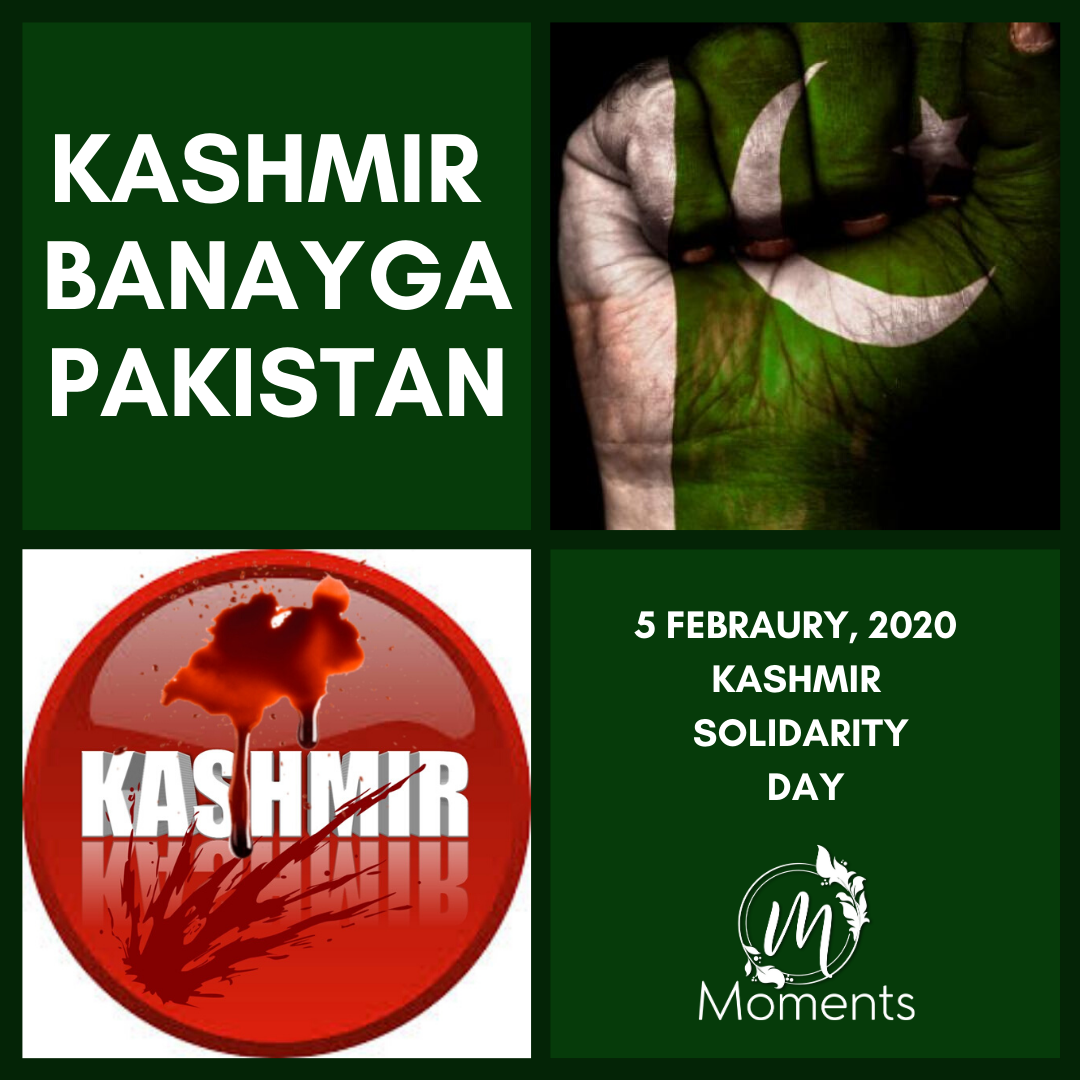 KASHMIR
BANAYGA
PAKISTAN
KASHMIR
5 FEBRAURY, 2020
KASHMIR
SOLIDARITY
DAY
M
Moments